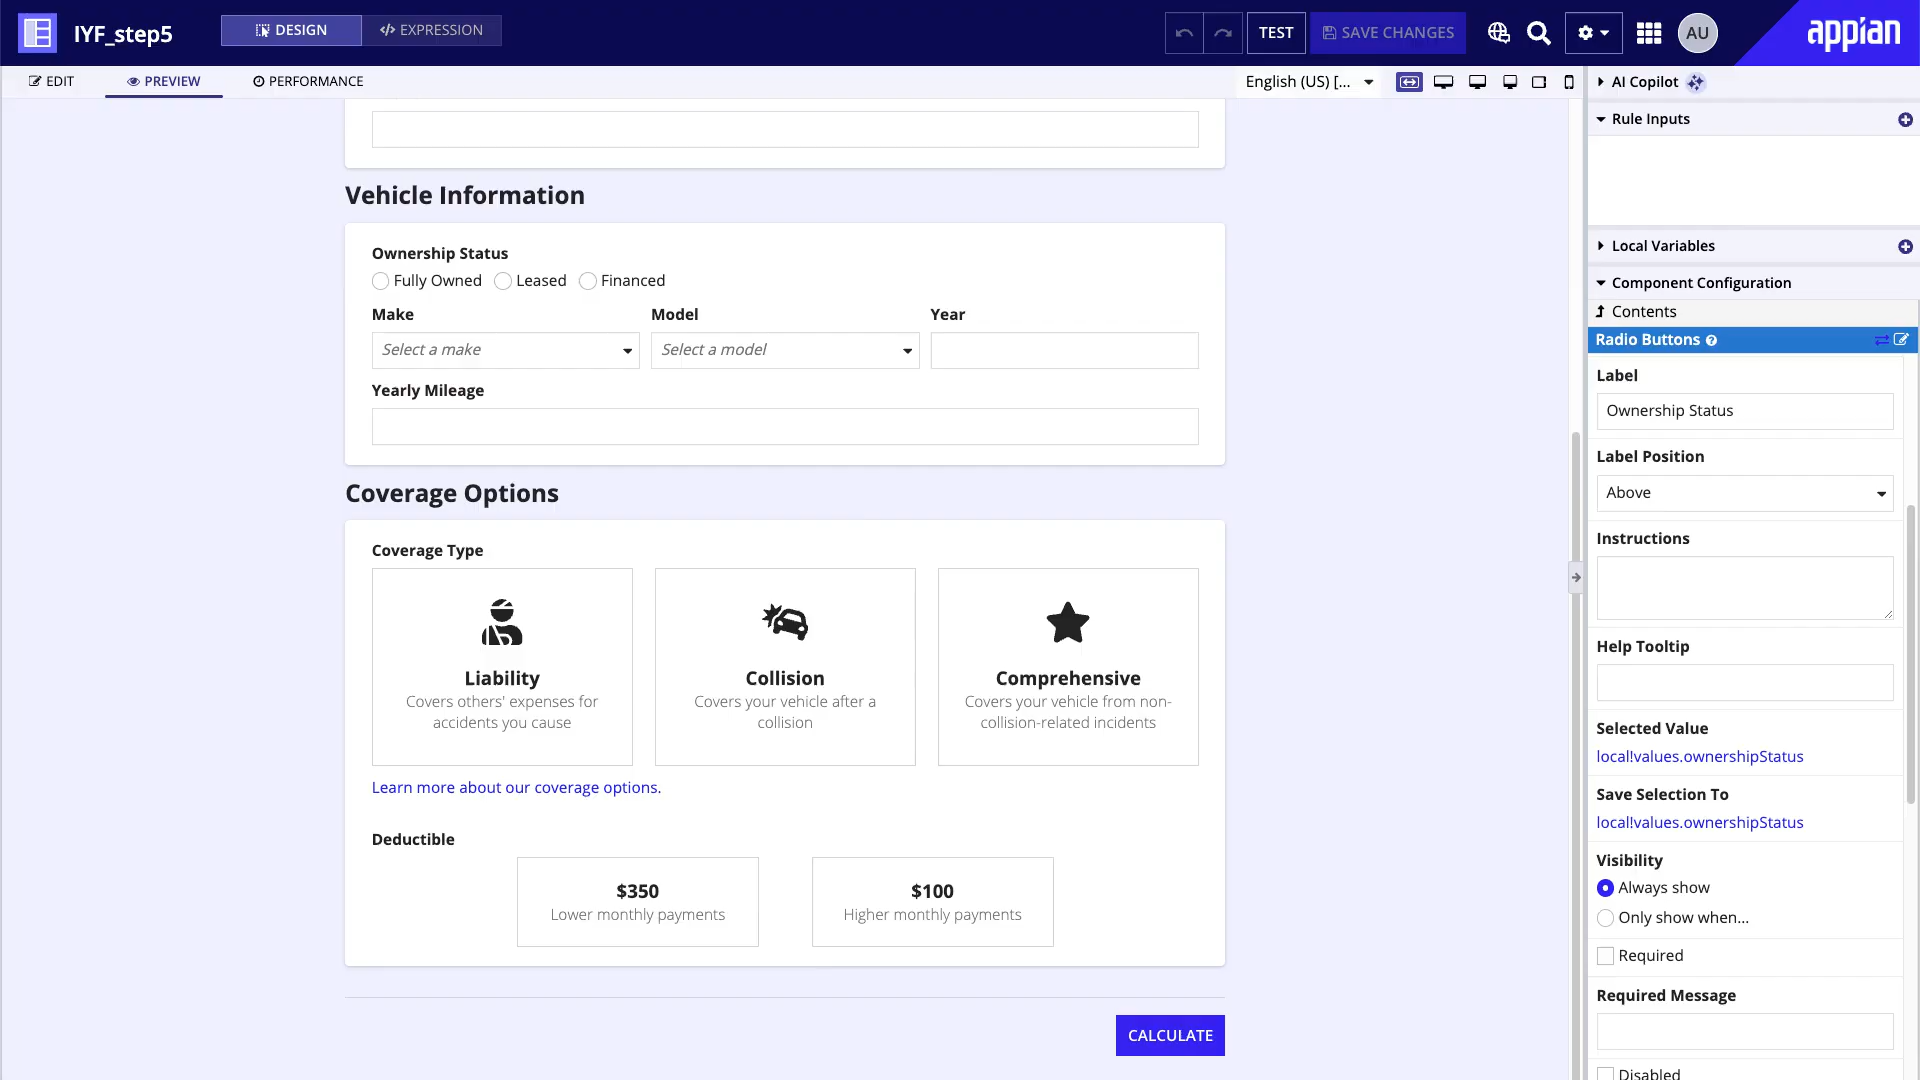 IYF_step5
DESIGN
EXPRESSION
TEST
SAVE CHANGES
AU
appian
EDIT
PREVIEW
PERFORMANCE
English (US) [...
AI Copilot
Rule Inputs
Local Variables
Component Configuration
Contents
Radio Buttons
Label
Ownership Status
Label Position
Above
Instructions
Help Tooltip
Selected Value
local!values.ownershipStatus
Save Selection To
local!values.ownershipStatus
Visibility
Always show
Only show when...
Required
Required Message
Disabled
Vehicle Information
Ownership Status
Fully Owned
Leased
Financed
Make
Model
Year
Select a make
Select a model
Yearly Mileage
Coverage Options
Coverage Type
Liability
Covers others' expenses for
accidents you cause
Collision
Covers your vehicle after a
collision
Comprehensive
Covers your vehicle from non-
collision-related incidents
Learn more about our coverage options.
Deductible
$350
Lower monthly payments
$100
Higher monthly payments
CALCULATE